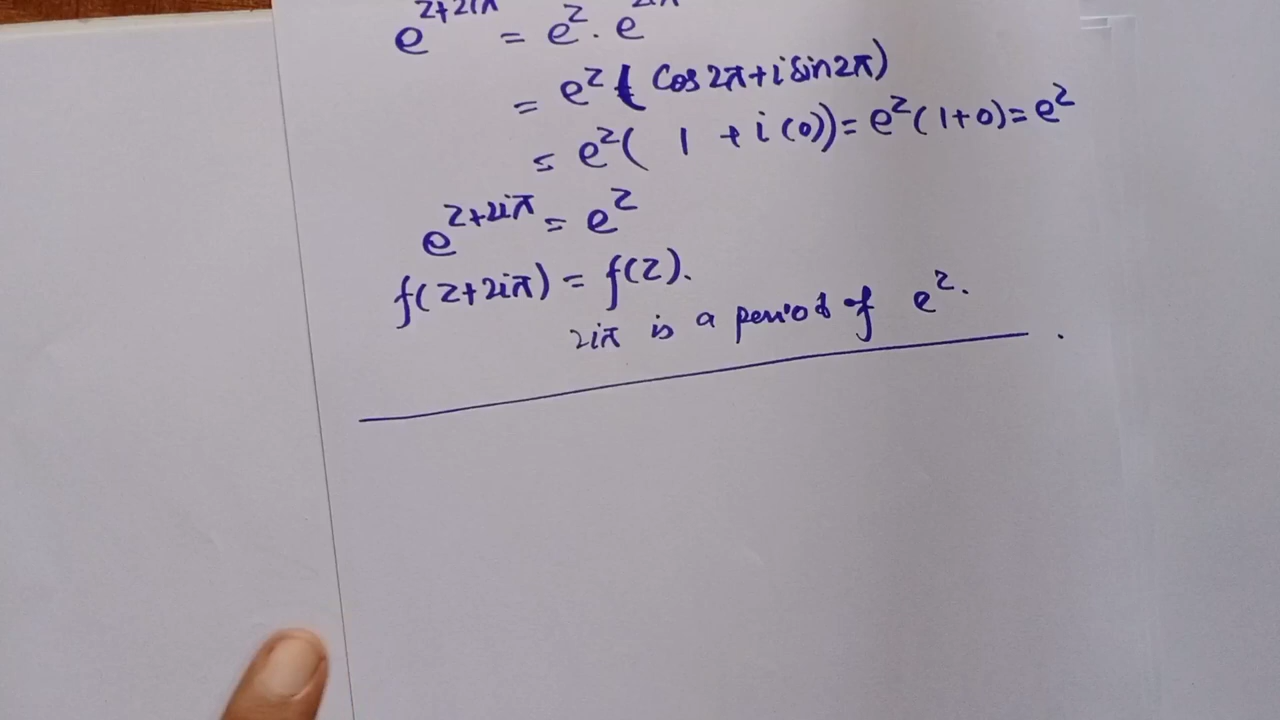 e^{z+2iπ} = e^z. e^{2iπ}
= e^z ( Cos 2π + i Sin 2π)
= e^z ( 1 + i (0)) = e^z (1+0) = e^z
e^{z+2iπ} = e^z
f(z+2iπ) = f(z).
2iπ is a period of e^z.